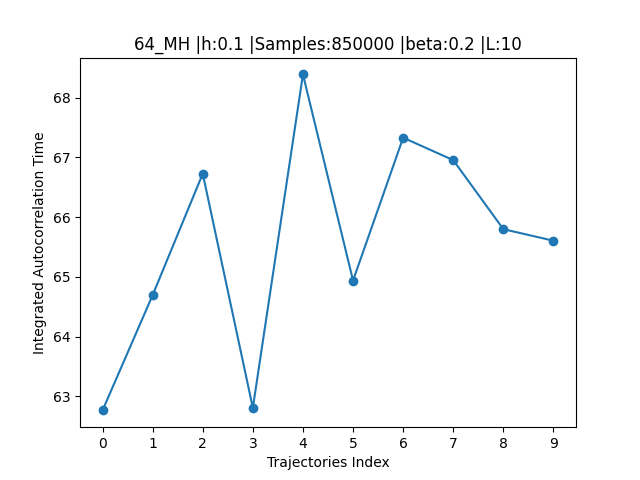 64_MH |h:0.1 |Samples:850000 |beta:0.2 |L:10
Integrated Autocorrelation Time
68
67
66
65
64
63
0 1 2 3 4 5 6 7 8 9
Trajectories Index